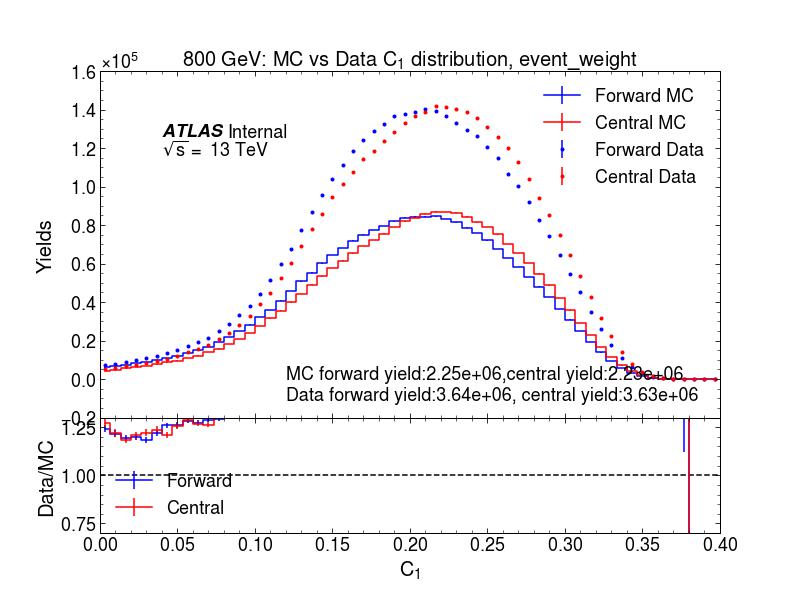 ×10⁵ 800 GeV: MC vs Data C₁ distribution, event_weight
1.6
1.4
1.2
1.0
0.8
0.6
0.4
0.2
0.0
0.2
Yields
ATLAS Internal
√s = 13 TeV
Forward MC
Central MC
Forward Data
Central Data
MC forward yield:2.25e+06,central yield:2.23e+06
Data forward yield:3.64e+06, central yield:3.63e+06
1.25
1.00
0.75
Data/MC
Forward
Central
0.00 0.05 0.10 0.15 0.20 0.25 0.30 0.35 0.40
C₁